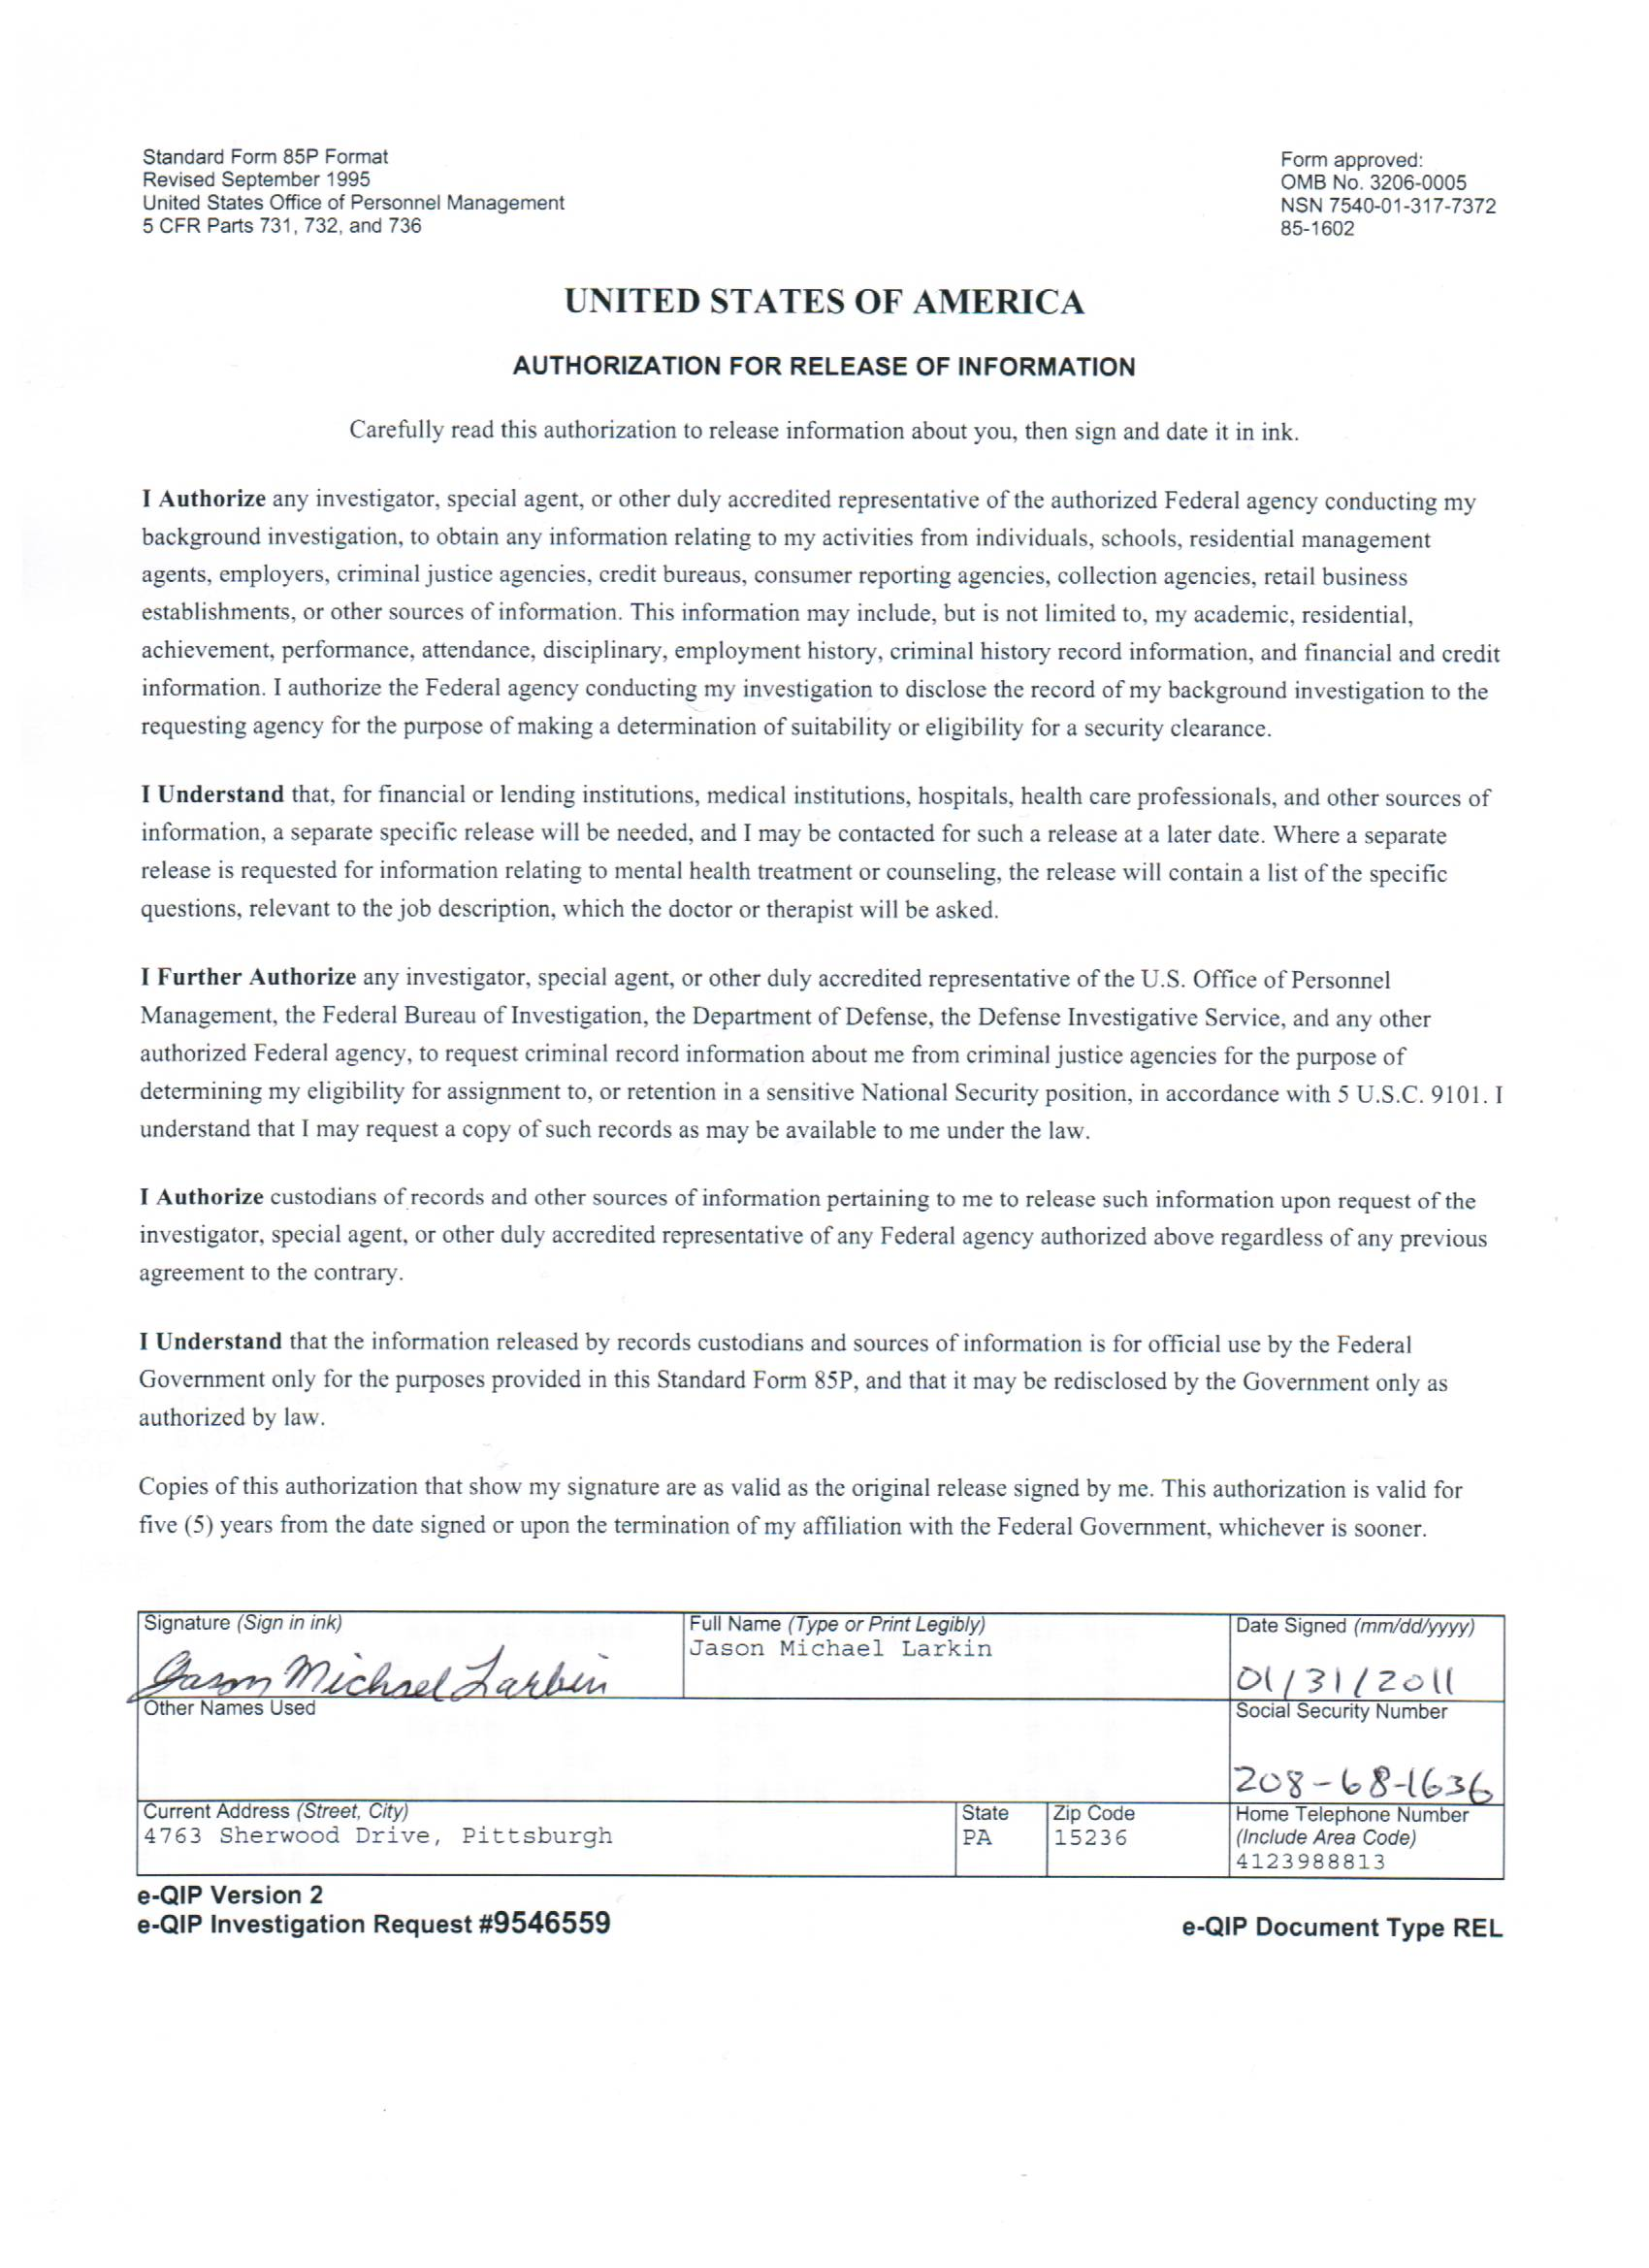 Standard Form 85P Format
Revised September 1995
United States Office of Personnel Management
5 CFR Parts 731, 732, and 736
Form approved:
OMB No. 3206-0005
NSN 7540-01-317-7372
85-1602
UNITED STATES OF AMERICA
AUTHORIZATION FOR RELEASE OF INFORMATION
Carefully read this authorization to release information about you, then sign and date it in ink.
I Authorize any investigator, special agent, or other duly accredited representative of the authorized Federal agency conducting my
background investigation, to obtain any information relating to my activities from individuals, schools, residential management
agents, employers, criminal justice agencies, credit bureaus, consumer reporting agencies, collection agencies, retail business
establishments, or other sources of information. This information may include, but is not limited to, my academic, residential,
achievement, performance, attendance, disciplinary, employment history, criminal history record information, and financial and credit
information. I authorize the Federal agency conducting my investigation to disclose the record of my background investigation to the
requesting agency for the purpose of making a determination of suitability or eligibility for a security clearance.
I Understand that, for financial or lending institutions, medical institutions, hospitals, health care professionals, and other sources of
information, a separate specific release will be needed, and I may be contacted for such a release at a later date. Where a separate
release is requested for information relating to mental health treatment or counseling, the release will contain a list of the specific
questions, relevant to the job description, which the doctor or therapist will be asked.
I Further Authorize any investigator, special agent, or other duly accredited representative of the U.S. Office of Personnel
Management, the Federal Bureau of Investigation, the Department of Defense, the Defense Investigative Service, and any other
authorized Federal agency, to request criminal record information about me from criminal justice agencies for the purpose of
determining my eligibility for assignment to, or retention in a sensitive National Security position, in accordance with 5 U.S.C. 9101. I
understand that I may request a copy of such records as may be available to me under the law.
I Authorize custodians of records and other sources of information pertaining to me to release such information upon request of the
investigator, special agent, or other duly accredited representative of any Federal agency authorized above regardless of any previous
agreement to the contrary.
I Understand that the information released by records custodians and sources of information is for official use by the Federal
Government only for the purposes provided in this Standard Form 85P, and that it may be redisclosed by the Government only as
authorized by law.
Copies of this authorization that show my signature are as valid as the original release signed by me. This authorization is valid for
five (5) years from the date signed or upon the termination of my affiliation with the Federal Government, whichever is sooner.
Signature (Sign in ink)
Jason Michael Larkin
Full Name (Type or Print Legibly)
Jason Michael Larkin
Date Signed (mm/dd/yyyy)
01/31/2011
Other Names Used
Social Security Number
208-68-1636
Current Address (Street, City)
4763 Sherwood Drive, Pittsburgh
State
PA
Zip Code
15236
Home Telephone Number
(Include Area Code)
4123988813
e-QIP Version 2
e-QIP Investigation Request #9546559
e-QIP Document Type REL